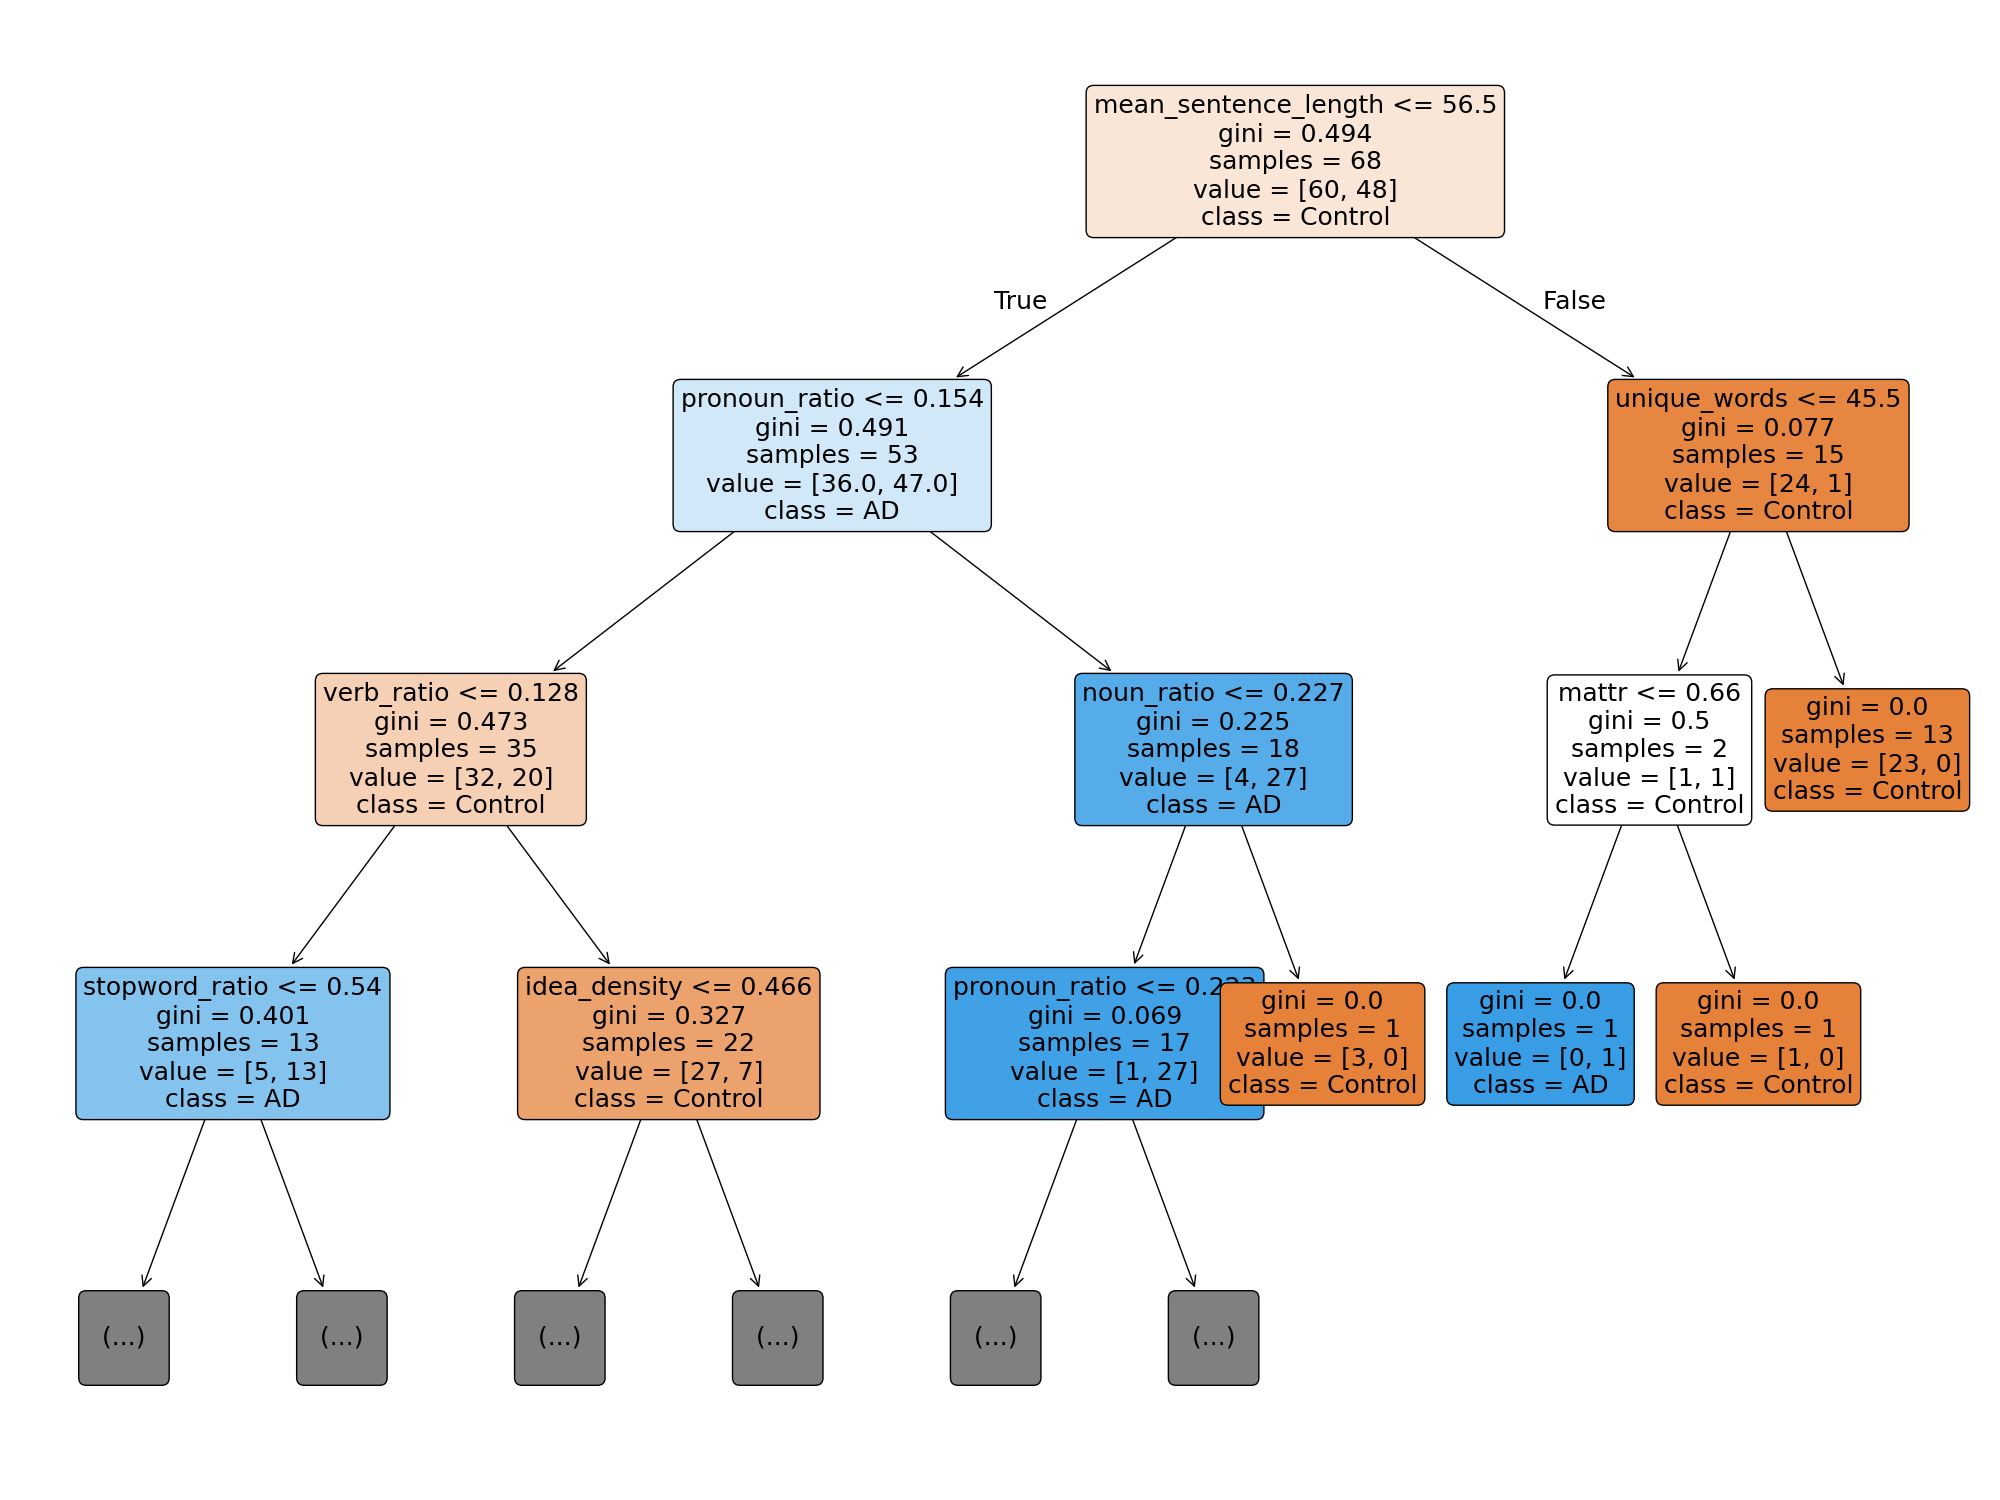 mean_sentence_length <= 56.5
gini = 0.494
samples = 68
value = [60, 48]
class = Control
True
False
pronoun_ratio <= 0.154
gini = 0.491
samples = 53
value = [36.0, 47.0]
class = AD
unique_words <= 45.5
gini = 0.077
samples = 15
value = [24, 1]
class = Control
verb_ratio <= 0.128
gini = 0.473
samples = 35
value = [32, 20]
class = Control
noun_ratio <= 0.227
gini = 0.225
samples = 18
value = [4, 27]
class = AD
mattr <= 0.66
gini = 0.5
samples = 2
value = [1, 1]
class = Control
gini = 0.0
samples = 13
value = [23, 0]
class = Control
stopword_ratio <= 0.54
gini = 0.401
samples = 13
value = [5, 13]
class = AD
idea_density <= 0.466
gini = 0.327
samples = 22
value = [27, 7]
class = Control
pronoun_ratio <=
gini = 0.069
samples = 17
value = [1, 27]
class = AD
gini = 0.0
samples = 1
value = [3, 0]
class = Control
gini = 0.0
samples = 1
value = [0, 1]
class = AD
gini = 0.0
samples = 1
value = [1, 0]
class = Control
(...)
(...)
(...)
(...)
(...)
(...)